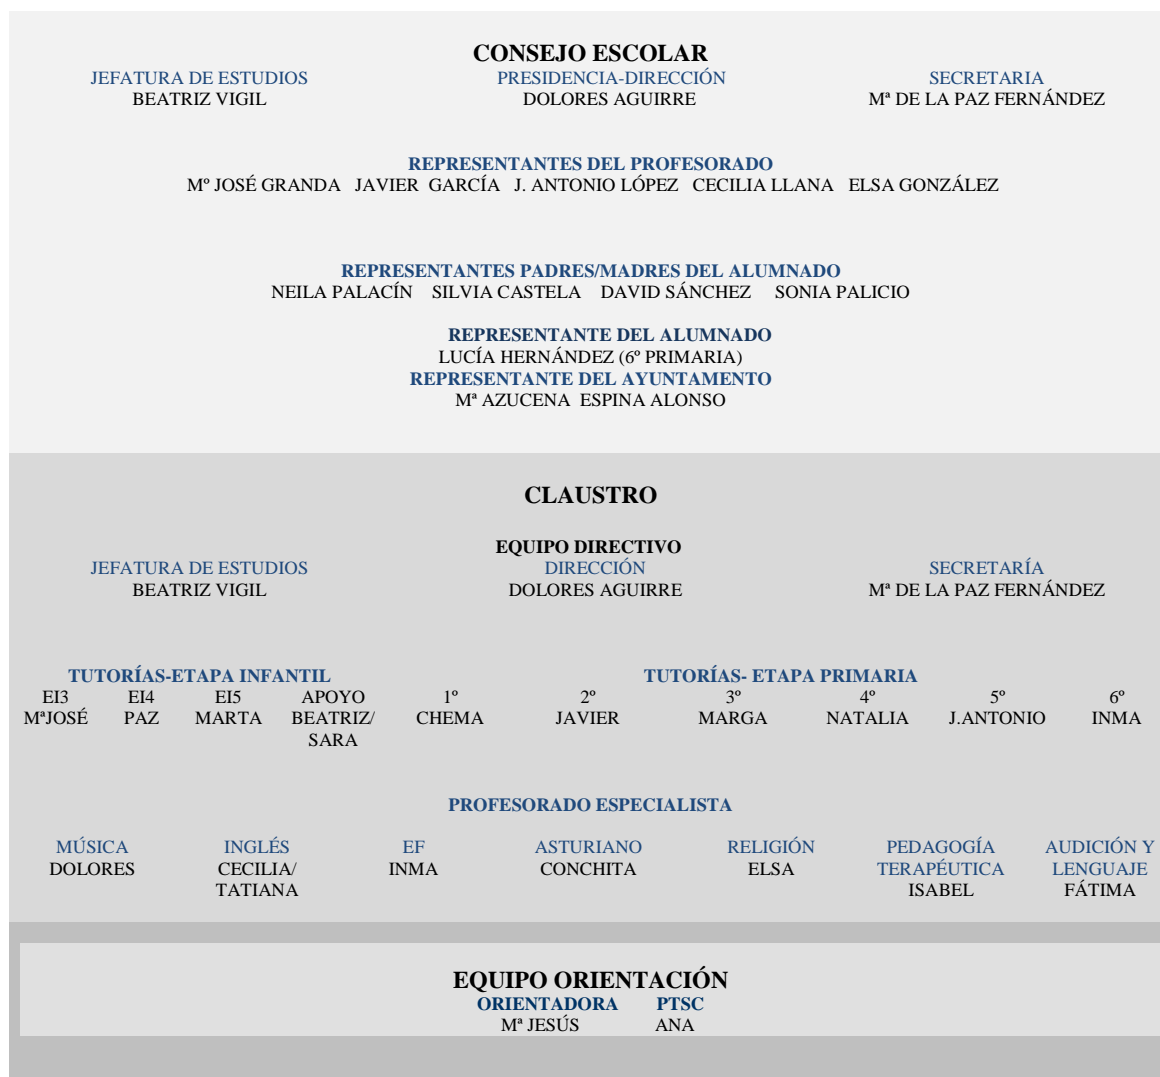 CONSEJO ESCOLAR
JEFATURA DE ESTUDIOS PRESIDENCIA-DIRECCIÓN SECRETARIA
BEATRIZ VIGIL DOLORES AGUIRRE Mª DE LA PAZ FERNÁNDEZ
REPRESENTANTES DEL PROFESORADO
Mº JOSÉ GRANDA JAVIER GARCÍA J. ANTONIO LÓPEZ CECILIA LLANA ELSA GONZÁLEZ
REPRESENTANTES PADRES/MADRES DEL ALUMNADO
NEILA PALACÍN SILVIA CASTELA DAVID SÁNCHEZ SONIA PALICIO
REPRESENTANTE DEL ALUMNADO
LUCÍA HERNÁNDEZ (6º PRIMARIA)
REPRESENTANTE DEL AYUNTAMENTO
Mª AZUCENA ESPINA ALONSO
CLAUSTRO
EQUIPO DIRECTIVO
JEFATURA DE ESTUDIOS DIRECCIÓN SECRETARÍA
BEATRIZ VIGIL DOLORES AGUIRRE Mª DE LA PAZ FERNÁNDEZ
TUTORÍAS-ETAPA INFANTIL TUTORÍAS- ETAPA PRIMARIA
EI3 EI4 EI5 APOYO 1º 2º 3º 4º 5º 6º
MªJOSÉ PAZ MARTA BEATRIZ/ CHEMA JAVIER MARGA NATALIA J.ANTONIO INMA
SARA
PROFESORADO ESPECIALISTA
MÚSICA INGLÉS EF ASTURIANO RELIGIÓN PEDAGOGÍA AUDICIÓN Y
DOLORES CECILIA/ INMA CONCHITA ELSA TERAPÉUTICA LENGUAJE
TATIANA ISABEL FÁTIMA
EQUIPO ORIENTACIÓN
ORIENTADORA PTSC
Mª JESÚS ANA